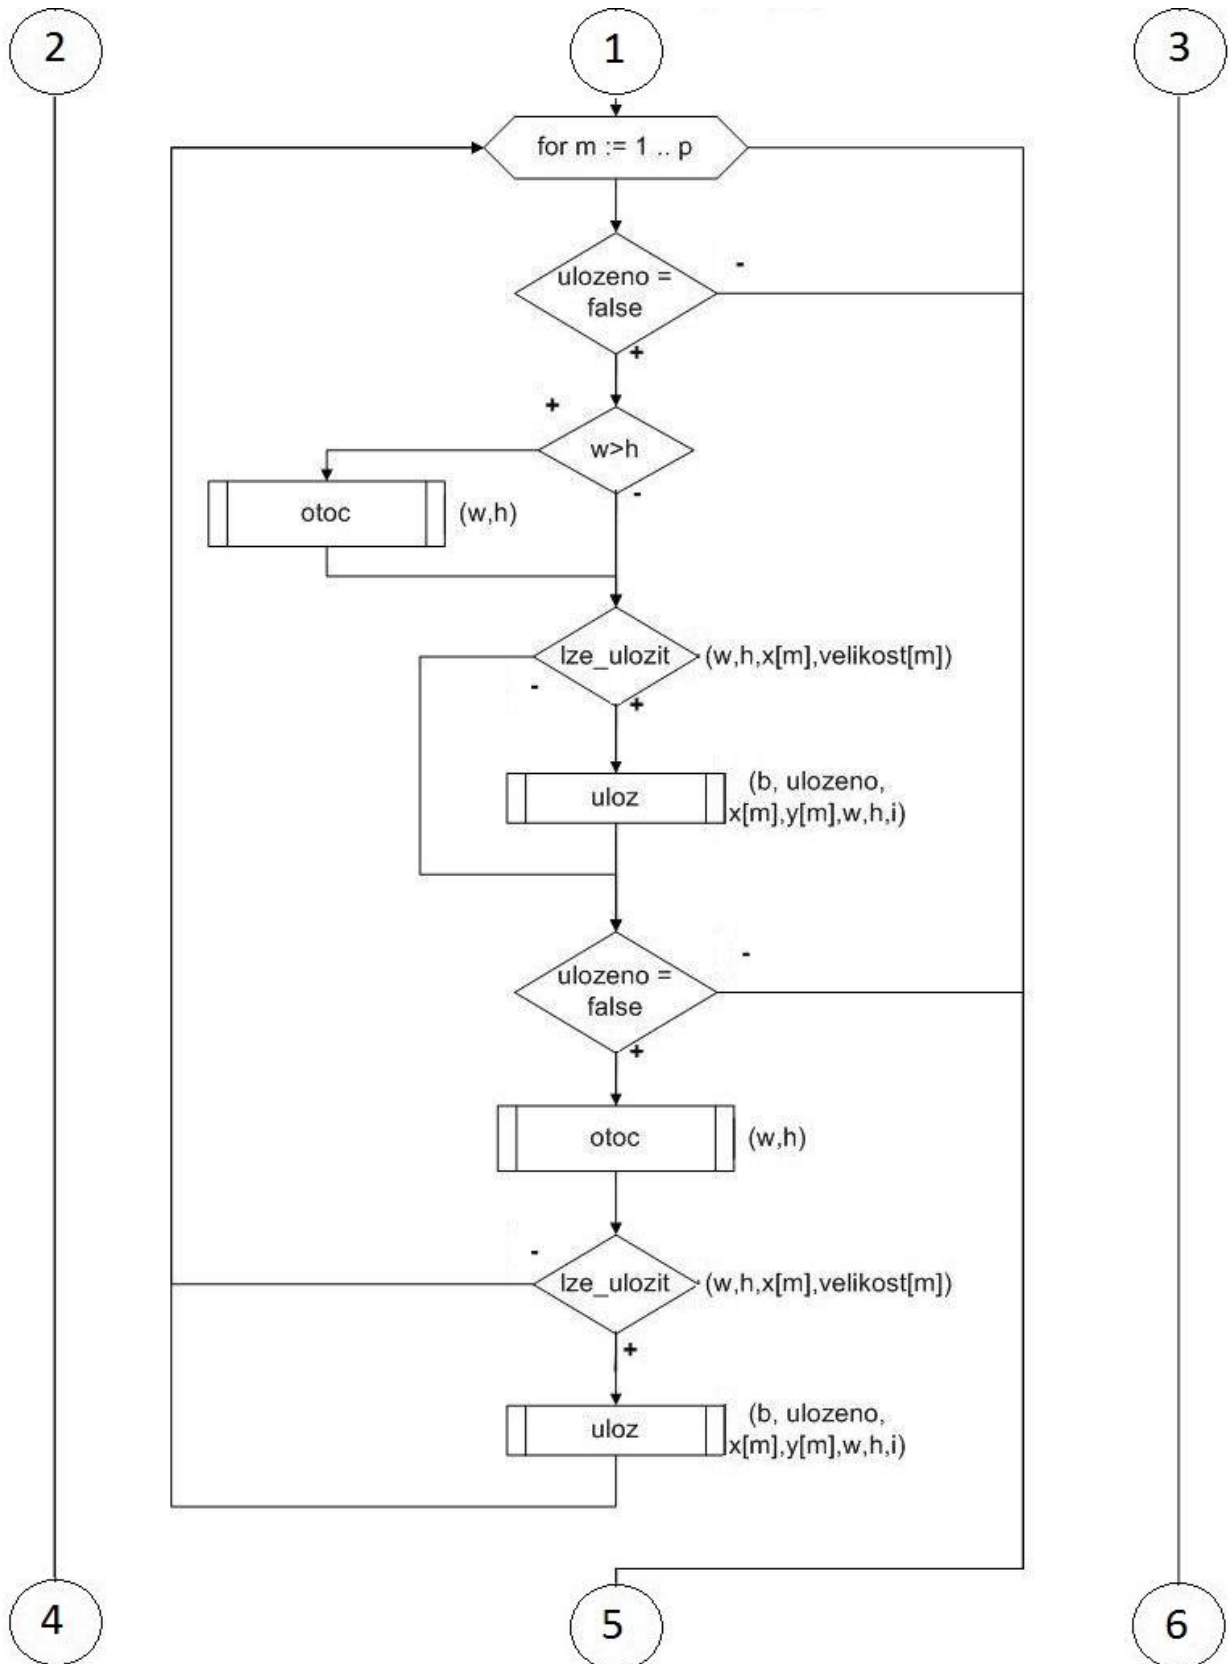 2
1
3
for m := 1 .. p
-
ulozeno =
false
+
+
w>h
-
otoc
(w,h)
lze_ulozit
(w,h,x[m],velikost[m])
-
+
uloz
(b, ulozeno,
x[m],y[m],w,h,i)
-
ulozeno =
false
+
otoc
(w,h)
-
lze_ulozit
(w,h,x[m],velikost[m])
+
uloz
(b, ulozeno,
x[m],y[m],w,h,i)
4
5
6